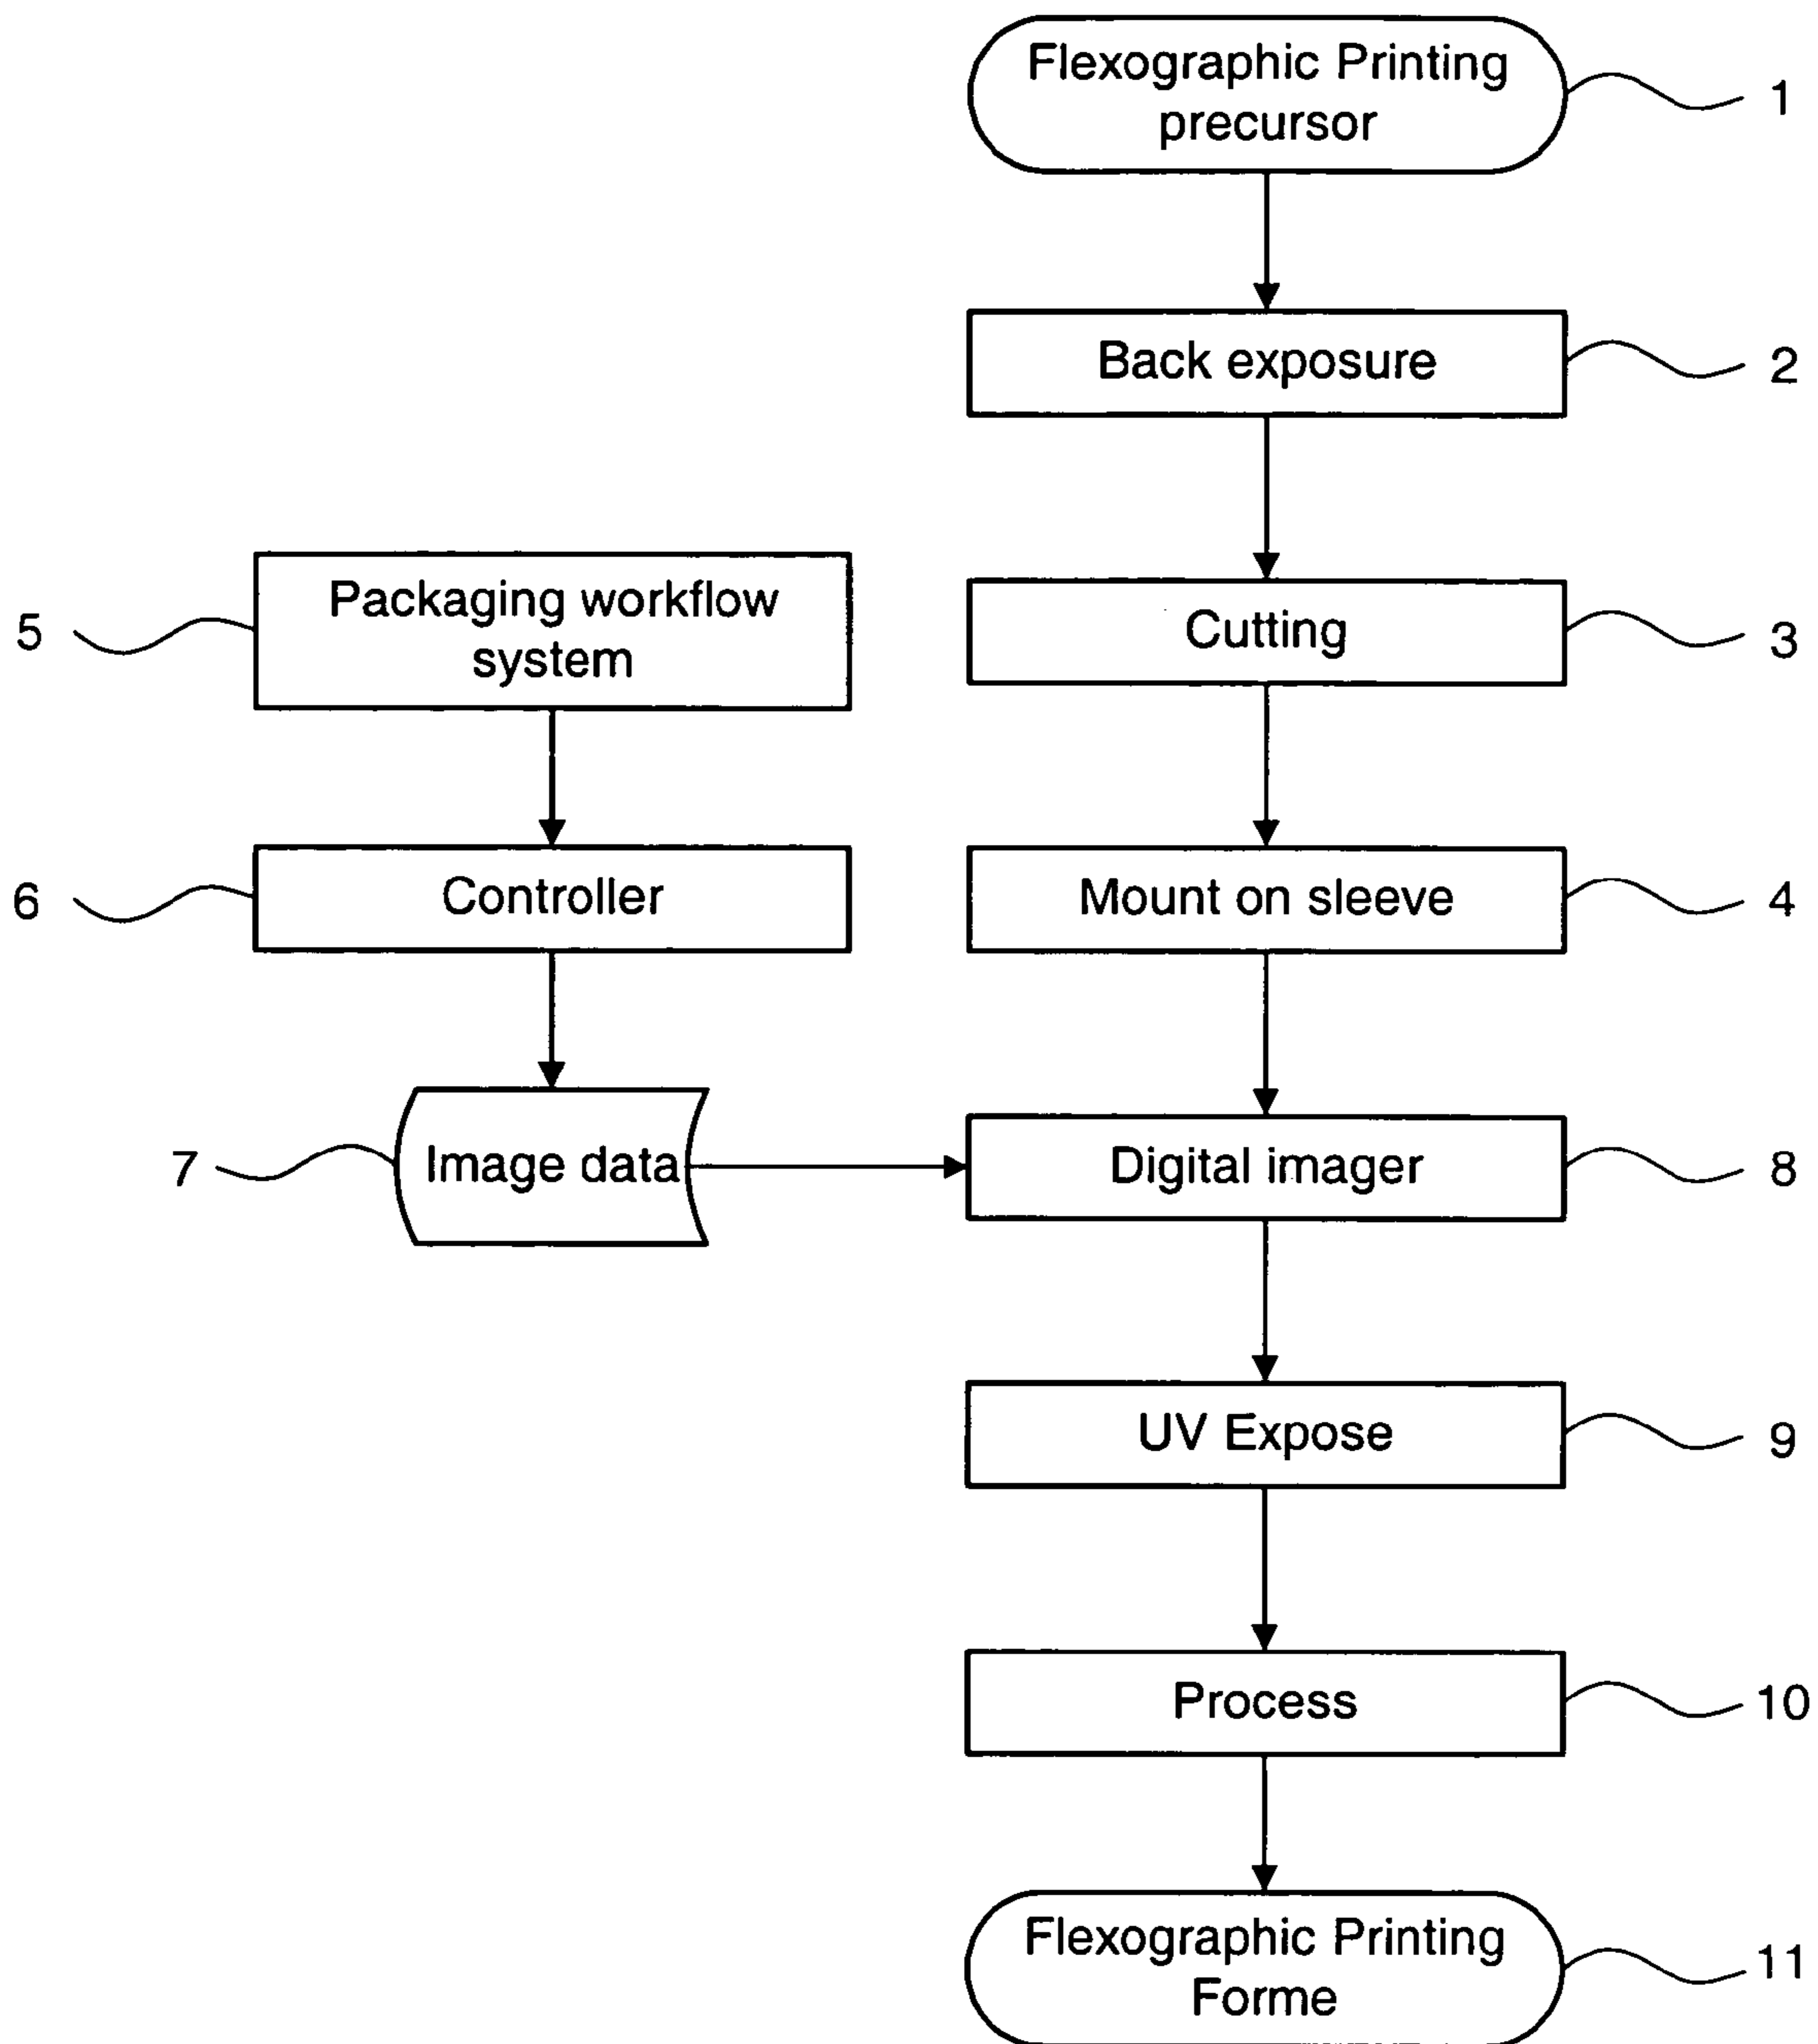 Flexographic Printing
precursor
1
Back exposure
2
Cutting
3
Packaging workflow
system
5
Controller
6
Mount on sleeve
4
Image data
7
Digital imager
8
UV Expose
9
Process
10
Flexographic Printing
Forme
11